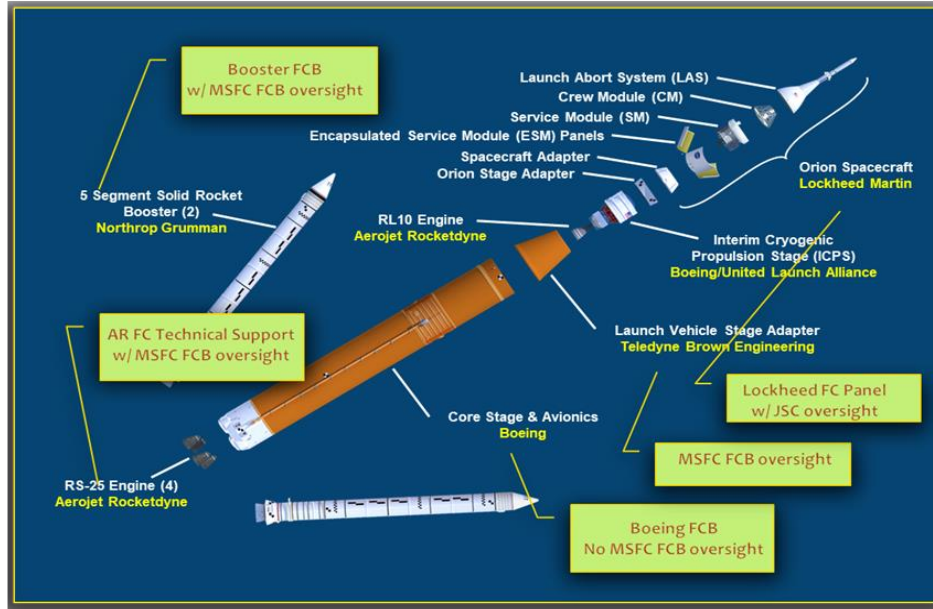 Booster FCB
w/ MSFC FCB oversight
Launch Abort System (LAS)
Crew Module (CM)
Service Module (SM)
Encapsulated Service Module (ESM) Panels
Spacecraft Adapter
Orion Stage Adapter
Orion Spacecraft
Lockheed Martin
5 Segment Solid Rocket
Booster (2)
Northrop Grumman
RL10 Engine
Aerojet Rocketdyne
Interim Cryogenic
Propulsion Stage (ICPS)
Boeing/United Launch Alliance
AR FC Technical Support
w/ MSFC FCB oversight
Launch Vehicle Stage Adapter
Teledyne Brown Engineering
Lockheed FC Panel
w/ JSC oversight
Core Stage & Avionics
Boeing
MSFC FCB oversight
RS-25 Engine (4)
Aerojet Rocketdyne
Boeing FCB
No MSFC FCB oversight